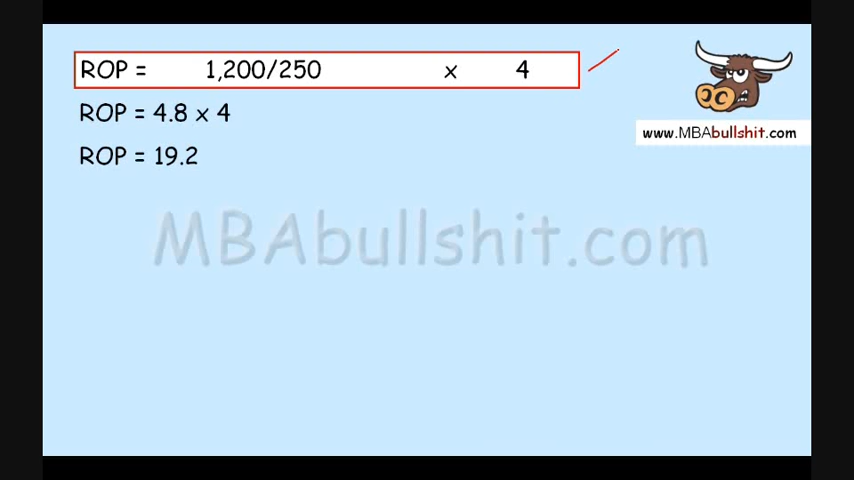 ROP = 1,200/250 x 4
ROP = 4.8 x 4
ROP = 19.2
www.MBAbullshit.com
MBAbullshit.com